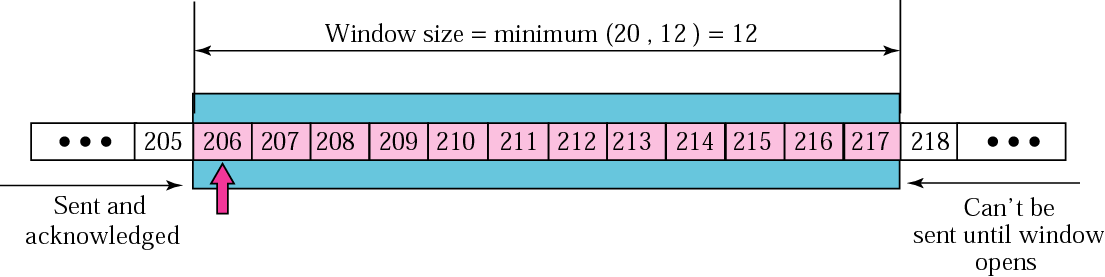 Window size = minimum (20 , 12 ) = 12
••• 205 206 207 208 209 210 211 212 213 214 215 216 217 218 •••
Sent and
acknowledged
Can't be
sent until window
opens